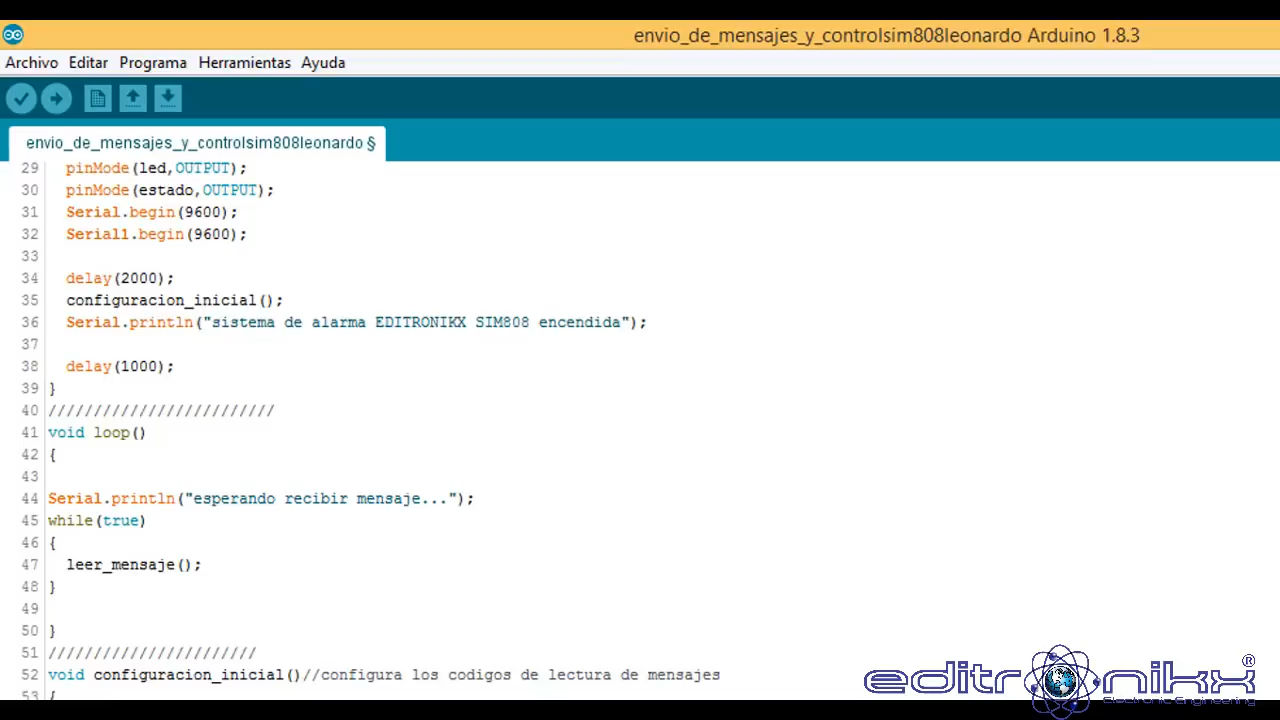 envio_de_mensajes_y_controlsim808leonardo Arduino 1.8.3
Archivo Editar Programa Herramientas Ayuda
envio_de_mensajes_y_controlsim808leonardo §
29 pinMode(led,OUTPUT);
30 pinMode(estado,OUTPUT);
31 Serial.begin(9600);
32 Serial1.begin(9600);
33
34 delay(2000);
35 configuracion_inicial();
36 Serial.println("sistema de alarma EDITRONIKX SIM808 encendida");
37
38 delay(1000);
39 }
40 /////////////////////////
41 void loop()
42 {
43
44 Serial.println("esperando recibir mensaje...");
45 while(true)
46 {
47 leer_mensaje();
48 }
49
50 }
51 ///////////////////////
52 void configuracion_inicial()//configura los codigos de lectura de mensajes
53 {
editronikx®
Electronic Engineering